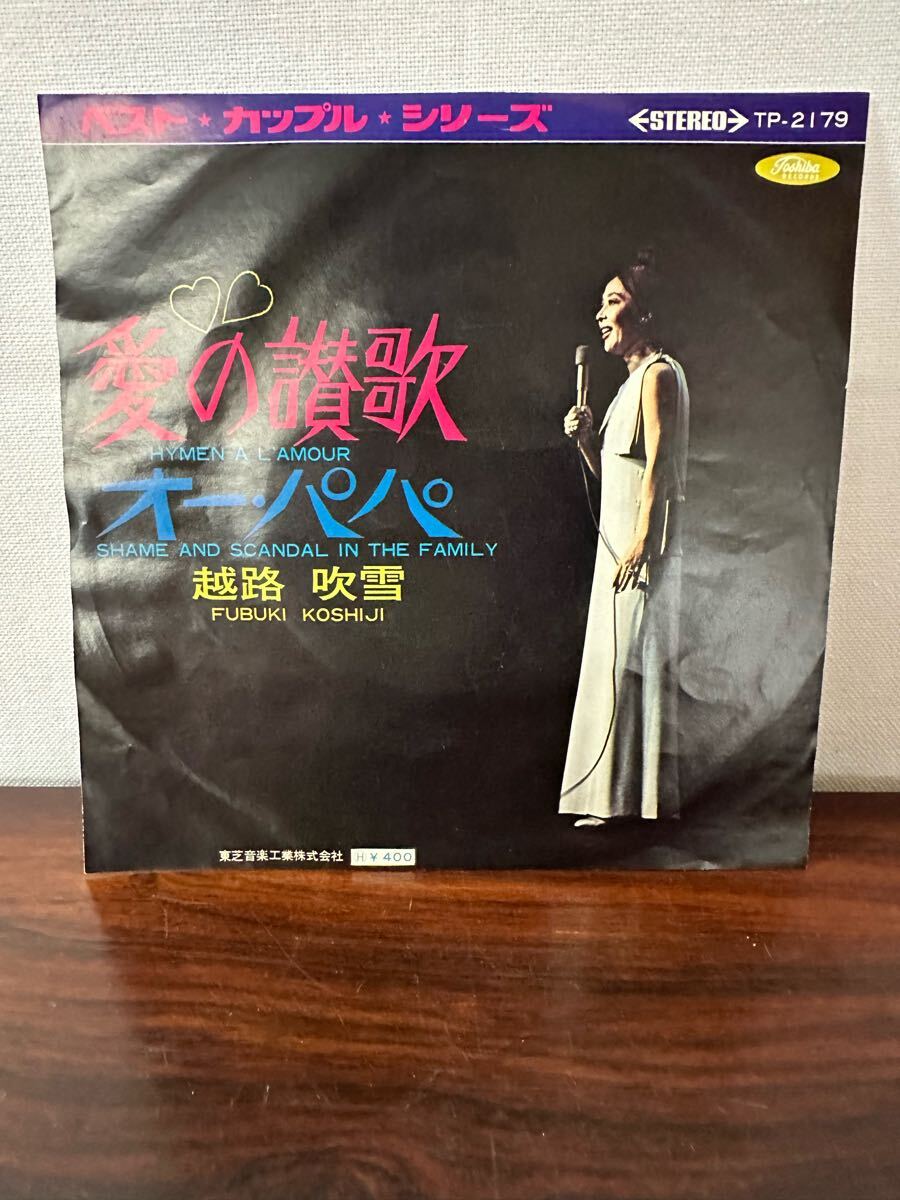 ベスト★カップル★シリーズ
←STEREO→ TP-2179
Toshiba
RECORDS
愛の讃歌
HYMEN A L'AMOUR
オー・パパ
SHAME AND SCANDAL IN THE FAMILY
越路 吹雪
FUBUKI KOSHIJI
東芝音楽工業株式会社 H ¥400